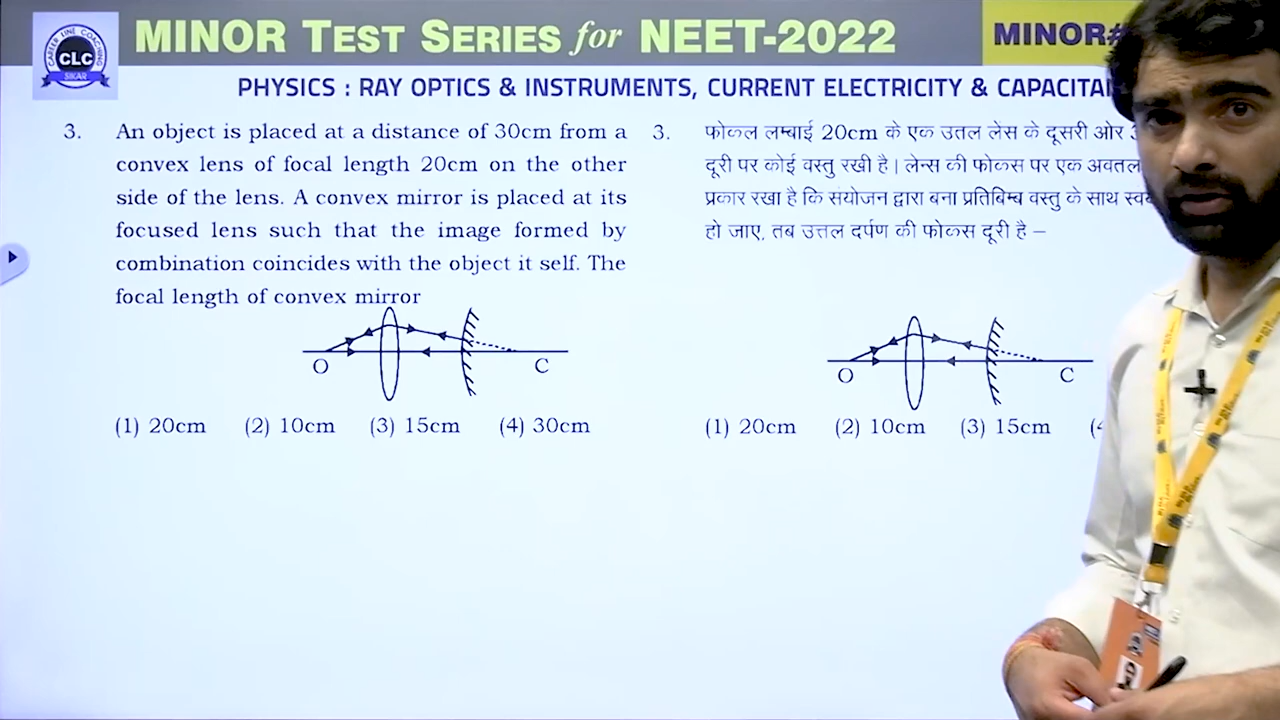 CAREER LINE COACHING
CLC
SIKAR
MINOR TEST SERIES for NEET-2022
MINOR#
PHYSICS : RAY OPTICS & INSTRUMENTS, CURRENT ELECTRICITY & CAPACITA
3. An object is placed at a distance of 30cm from a
convex lens of focal length 20cm on the other
side of the lens. A convex mirror is placed at its
focused lens such that the image formed by
combination coincides with the object it self. The
focal length of convex mirror
O C
(1) 20cm (2) 10cm (3) 15cm (4) 30cm
3. फोकल लम्बाई 20cm के एक उतल लेंस के दूसरी ओर 3
दूरी पर कोई वस्तु रखी है। लेन्स की फोकस पर एक अवतल
प्रकार रखा है कि संयोजन द्वारा बना प्रतिबिम्ब वस्तु के साथ
हो जाए, तब उत्तल दर्पण की फोकस दूरी है –
O C
(1) 20cm (2) 10cm (3) 15cm (4